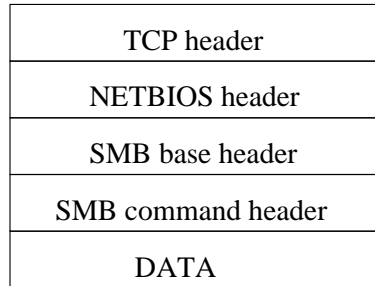 TCP header
NETBIOS header
SMB base header
SMB command header
DATA